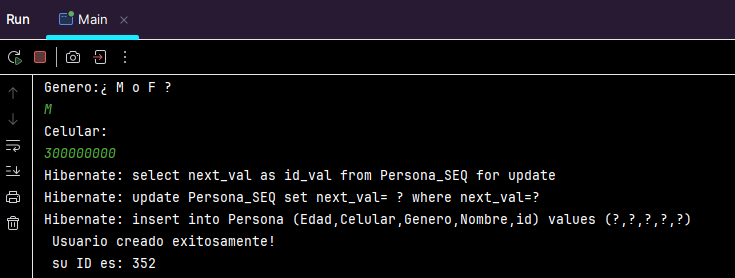 Run Main
Genero:¿ M o F ?
M
Celular:
300000000
Hibernate: select next_val as id_val from Persona_SEQ for update
Hibernate: update Persona_SEQ set next_val= ? where next_val=?
Hibernate: insert into Persona (Edad,Celular,Genero,Nombre,id) values (?,?,?,?,?)
Usuario creado exitosamente!
su ID es: 352